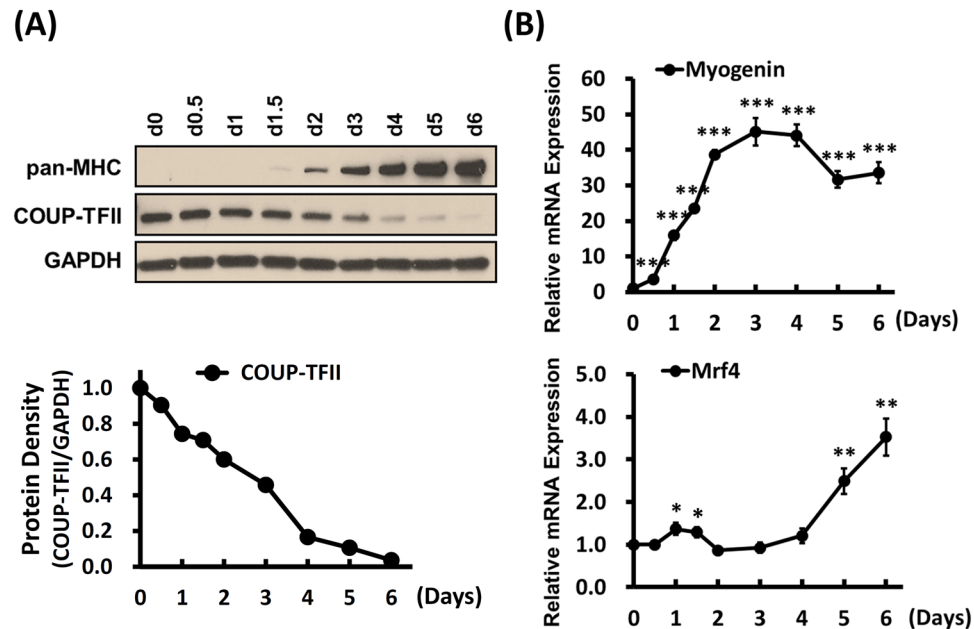 (A)
d0 d0.5 d1 d1.5 d2 d3 d4 d5 d6
pan-MHC
COUP-TFII
GAPDH
COUP-TFII
Protein Density
(COUP-TFII/GAPDH)
1.0
0.8
0.6
0.4
0.2
0.0
0 1 2 3 4 5 6 (Days)
(B)
Myogenin
Relative mRNA Expression
60
50
40
30
20
10
0
*** *** *** *** *** *** *** ***
0 1 2 3 4 5 6 (Days)
Mrf4
Relative mRNA Expression
5.0
4.0
3.0
2.0
1.0
0.0
* * ** **
0 1 2 3 4 5 6 (Days)